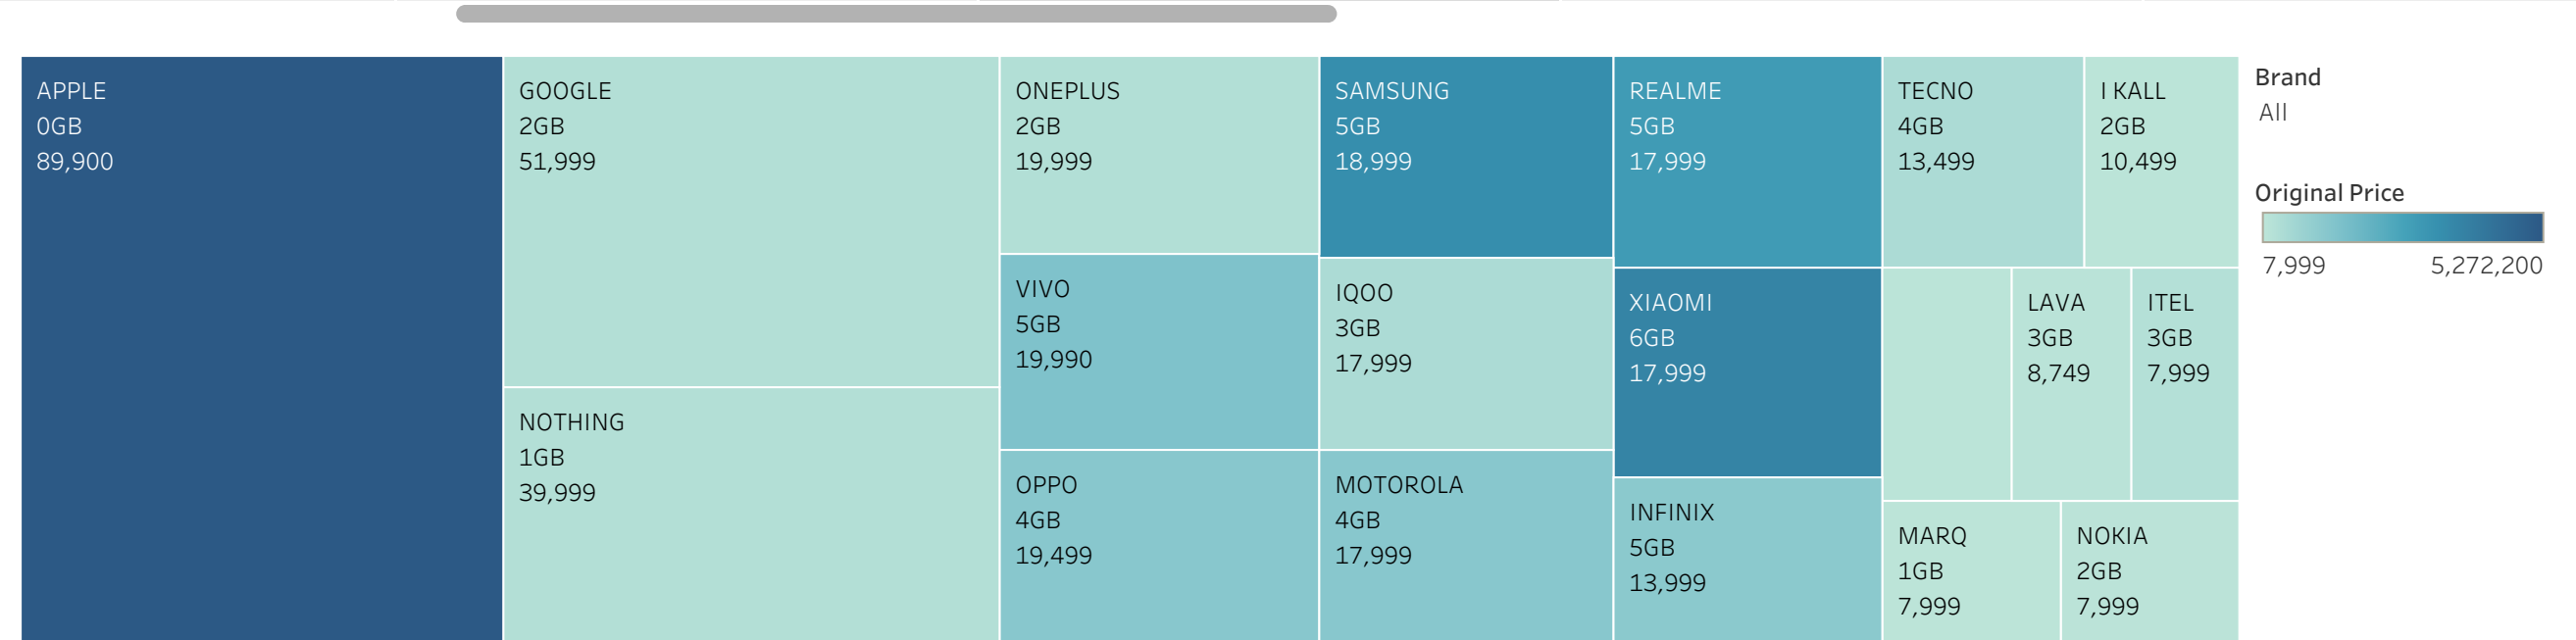 APPLE
0GB
89,900
GOOGLE
2GB
51,999
NOTHING
1GB
39,999
ONEPLUS
2GB
19,999
VIVO
5GB
19,990
OPPO
4GB
19,499
SAMSUNG
5GB
18,999
IQOO
3GB
17,999
MOTOROLA
4GB
17,999
REALME
5GB
17,999
XIAOMI
6GB
17,999
INFINIX
5GB
13,999
TECNO
4GB
13,499
I KALL
2GB
10,499
LAVA
3GB
8,749
ITEL
3GB
7,999
MARQ
1GB
7,999
NOKIA
2GB
7,999
Brand
All
Original Price
7,999 5,272,200